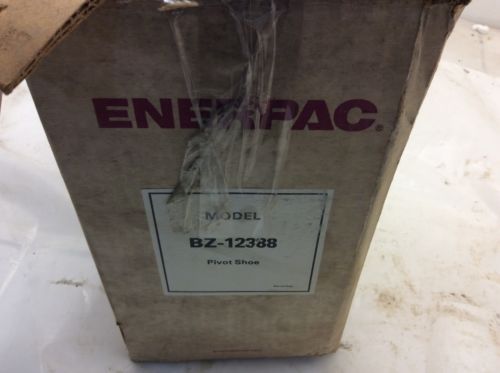 ENERPAC®
MODEL
BZ-12388
Pivot Shoe